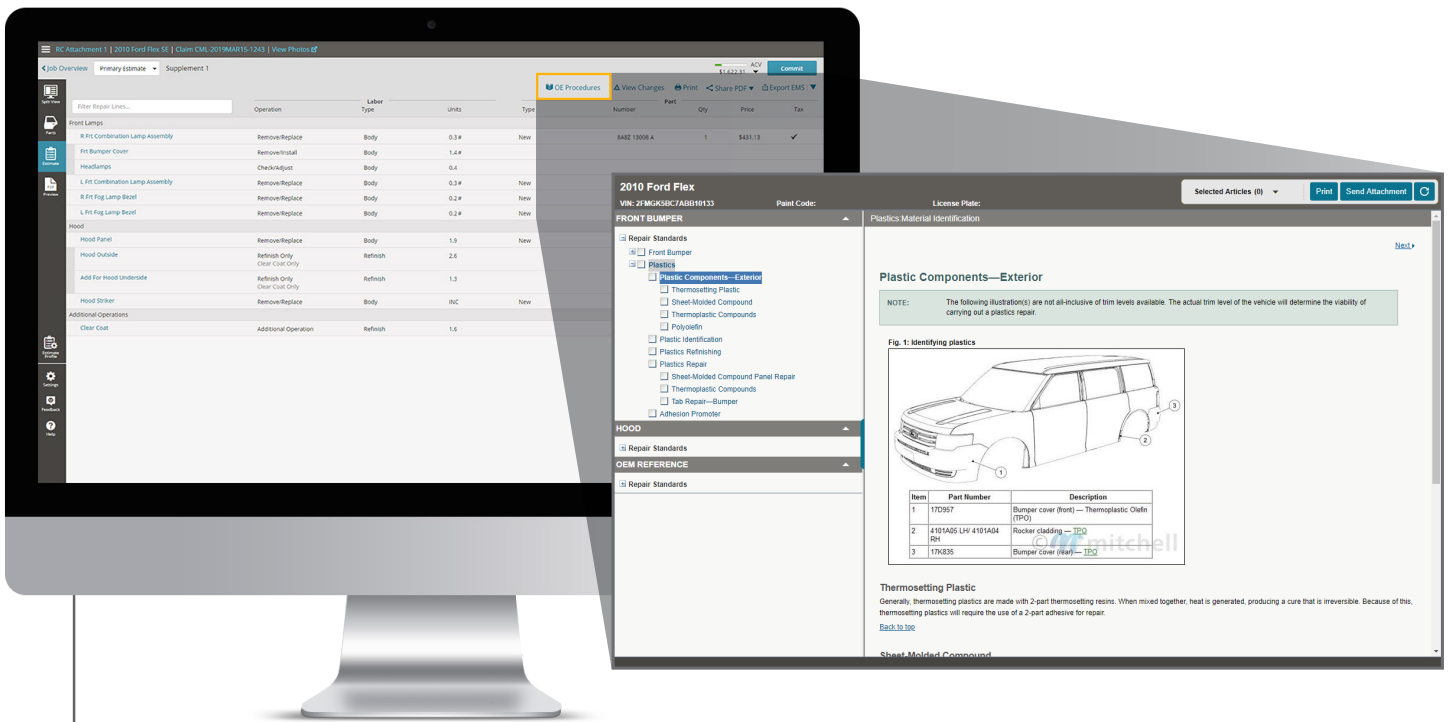 RC Attachment 1 | 2010 Ford Flex SE | Claim CML-2019MAR15-1243 | View Photos
Job Overview Primary Estimate Supplement 1
ACV
$1,622.31
Commit
OE Procedures View Changes Print Share PDF Export EMS
Split View
Parts
Estimate
PDF
Preview
Estimate Profile
Settings
Feedback
Help
Filter Repair Lines...
Labor Part
Operation Type Units Type Number Qty Price Tax
Front Lamps
R Frt Combination Lamp Assembly Remove/Replace Body 0.3 # New 8A8Z 13008 A 1 $431.13
Frt Bumper Cover Remove/Install Body 1.4 #
Headlamps Check/Adjust Body 0.4
L Frt Combination Lamp Assembly Remove/Replace Body 0.3 # New
R Frt Fog Lamp Bezel Remove/Replace Body 0.2 # New
L Frt Fog Lamp Bezel Remove/Replace Body 0.2 # New
Hood
Hood Panel Remove/Replace Body 1.9 New
Hood Outside Refinish Only Refinish 2.6
Clear Coat Only
Add For Hood Underside Refinish Only Refinish 1.3
Clear Coat Only
Hood Striker Remove/Replace Body INC New
Additional Operations
Clear Coat Additional Operation Refinish 1.6
2010 Ford Flex
VIN: 2FMGK5BC7ABB10133 Paint Code: License Plate:
Selected Articles (0) Print Send Attachment
FRONT BUMPER
Repair Standards
Front Bumper
Plastics
Plastic Components—Exterior
Thermosetting Plastic
Sheet-Molded Compound
Thermoplastic Compounds
Polyolefin
Plastic Identification
Plastics Refinishing
Plastics Repair
Sheet-Molded Compound Panel Repair
Thermoplastic Compounds
Tab Repair—Bumper
Adhesion Promoter
HOOD
Repair Standards
OEM REFERENCE
Repair Standards
Plastics:Material Identification
Next
Plastic Components—Exterior
NOTE: The following illustration(s) are not all-inclusive of trim levels available. The actual trim level of the vehicle will determine the viability of
carrying out a plastics repair.
Fig. 1: Identifying plastics
1
2
3
Item Part Number Description
1 17D957 Bumper cover (front) — Thermoplastic Olefin
(TPO)
2 4101A05 LH/ 4101A04 Rocker cladding — TPO
RH
3 17K835 Bumper cover (rear) — TPO
© mitchell
Thermosetting Plastic
Generally, thermosetting plastics are made with 2-part thermosetting resins. When mixed together, heat is generated, producing a cure that is irreversible. Because of this,
thermosetting plastics will require the use of a 2-part adhesive for repair.
Back to top
Sheet-Molded Compound